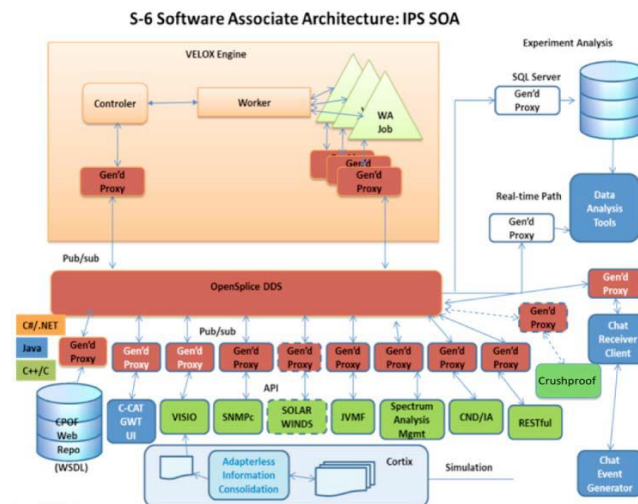 S-6 Software Associate Architecture: IPS SOA
VELOX Engine
Experiment Analysis
SQL Server
Controler
Worker
WA
Job
Gen'd
Proxy
Gen'd
Proxy
Gen'd
Gen'd
Proxy
Real-time Path
Gen'd
Proxy
Data
Analysis
Tools
Pub/sub
OpenSplice DDS
Gen'd
Proxy
C#/.NET
Java
C++/C
Pub/sub
Gen'd
Proxy
Gen'd
Proxy
Gen'd
Proxy
Gen'd
Proxy
Gen'd
Proxy
Gen'd
Proxy
Gen'd
Proxy
Gen'd
Proxy
Gen'd
Proxy
Gen'd
Proxy
Chat
Receiver
Client
Crushproof
API
CPOF
Web
Repo
(WSDL)
C-CAT
GWT
UI
VISIO
SNMPc
SOLAR
WINDS
JVMF
Spectrum
Analysis
Mgmt
CND/IA
RESTful
Adapterless
Information
Consolidation
Cortix
Simulation
Chat
Event
Generator